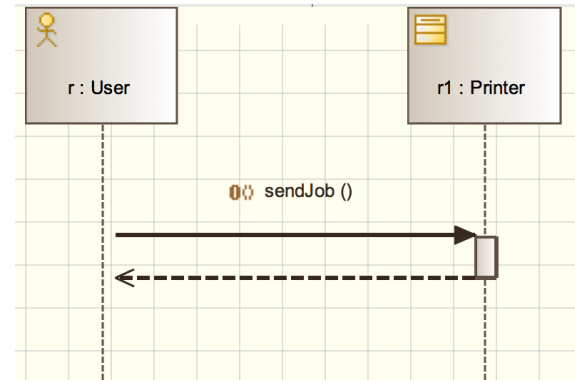 r : User
r1 : Printer
sendJob ()